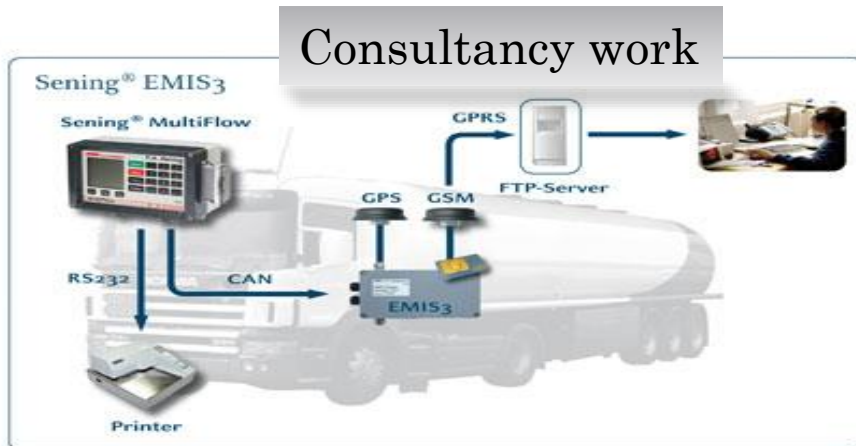 Consultancy work
Sening® EMIS3
Sening® MultiFlow
GPRS
FTP-Server
GPS GSM
RS232
CAN
EMIS3
Printer